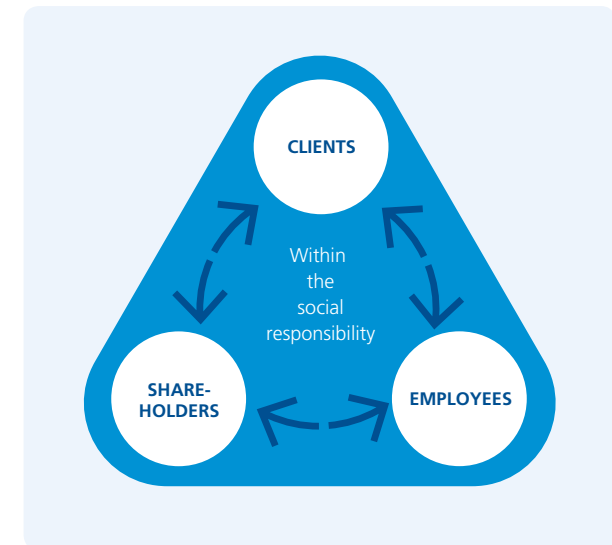 CLIENTS
Within
the
social
responsibility
SHARE-
HOLDERS
EMPLOYEES